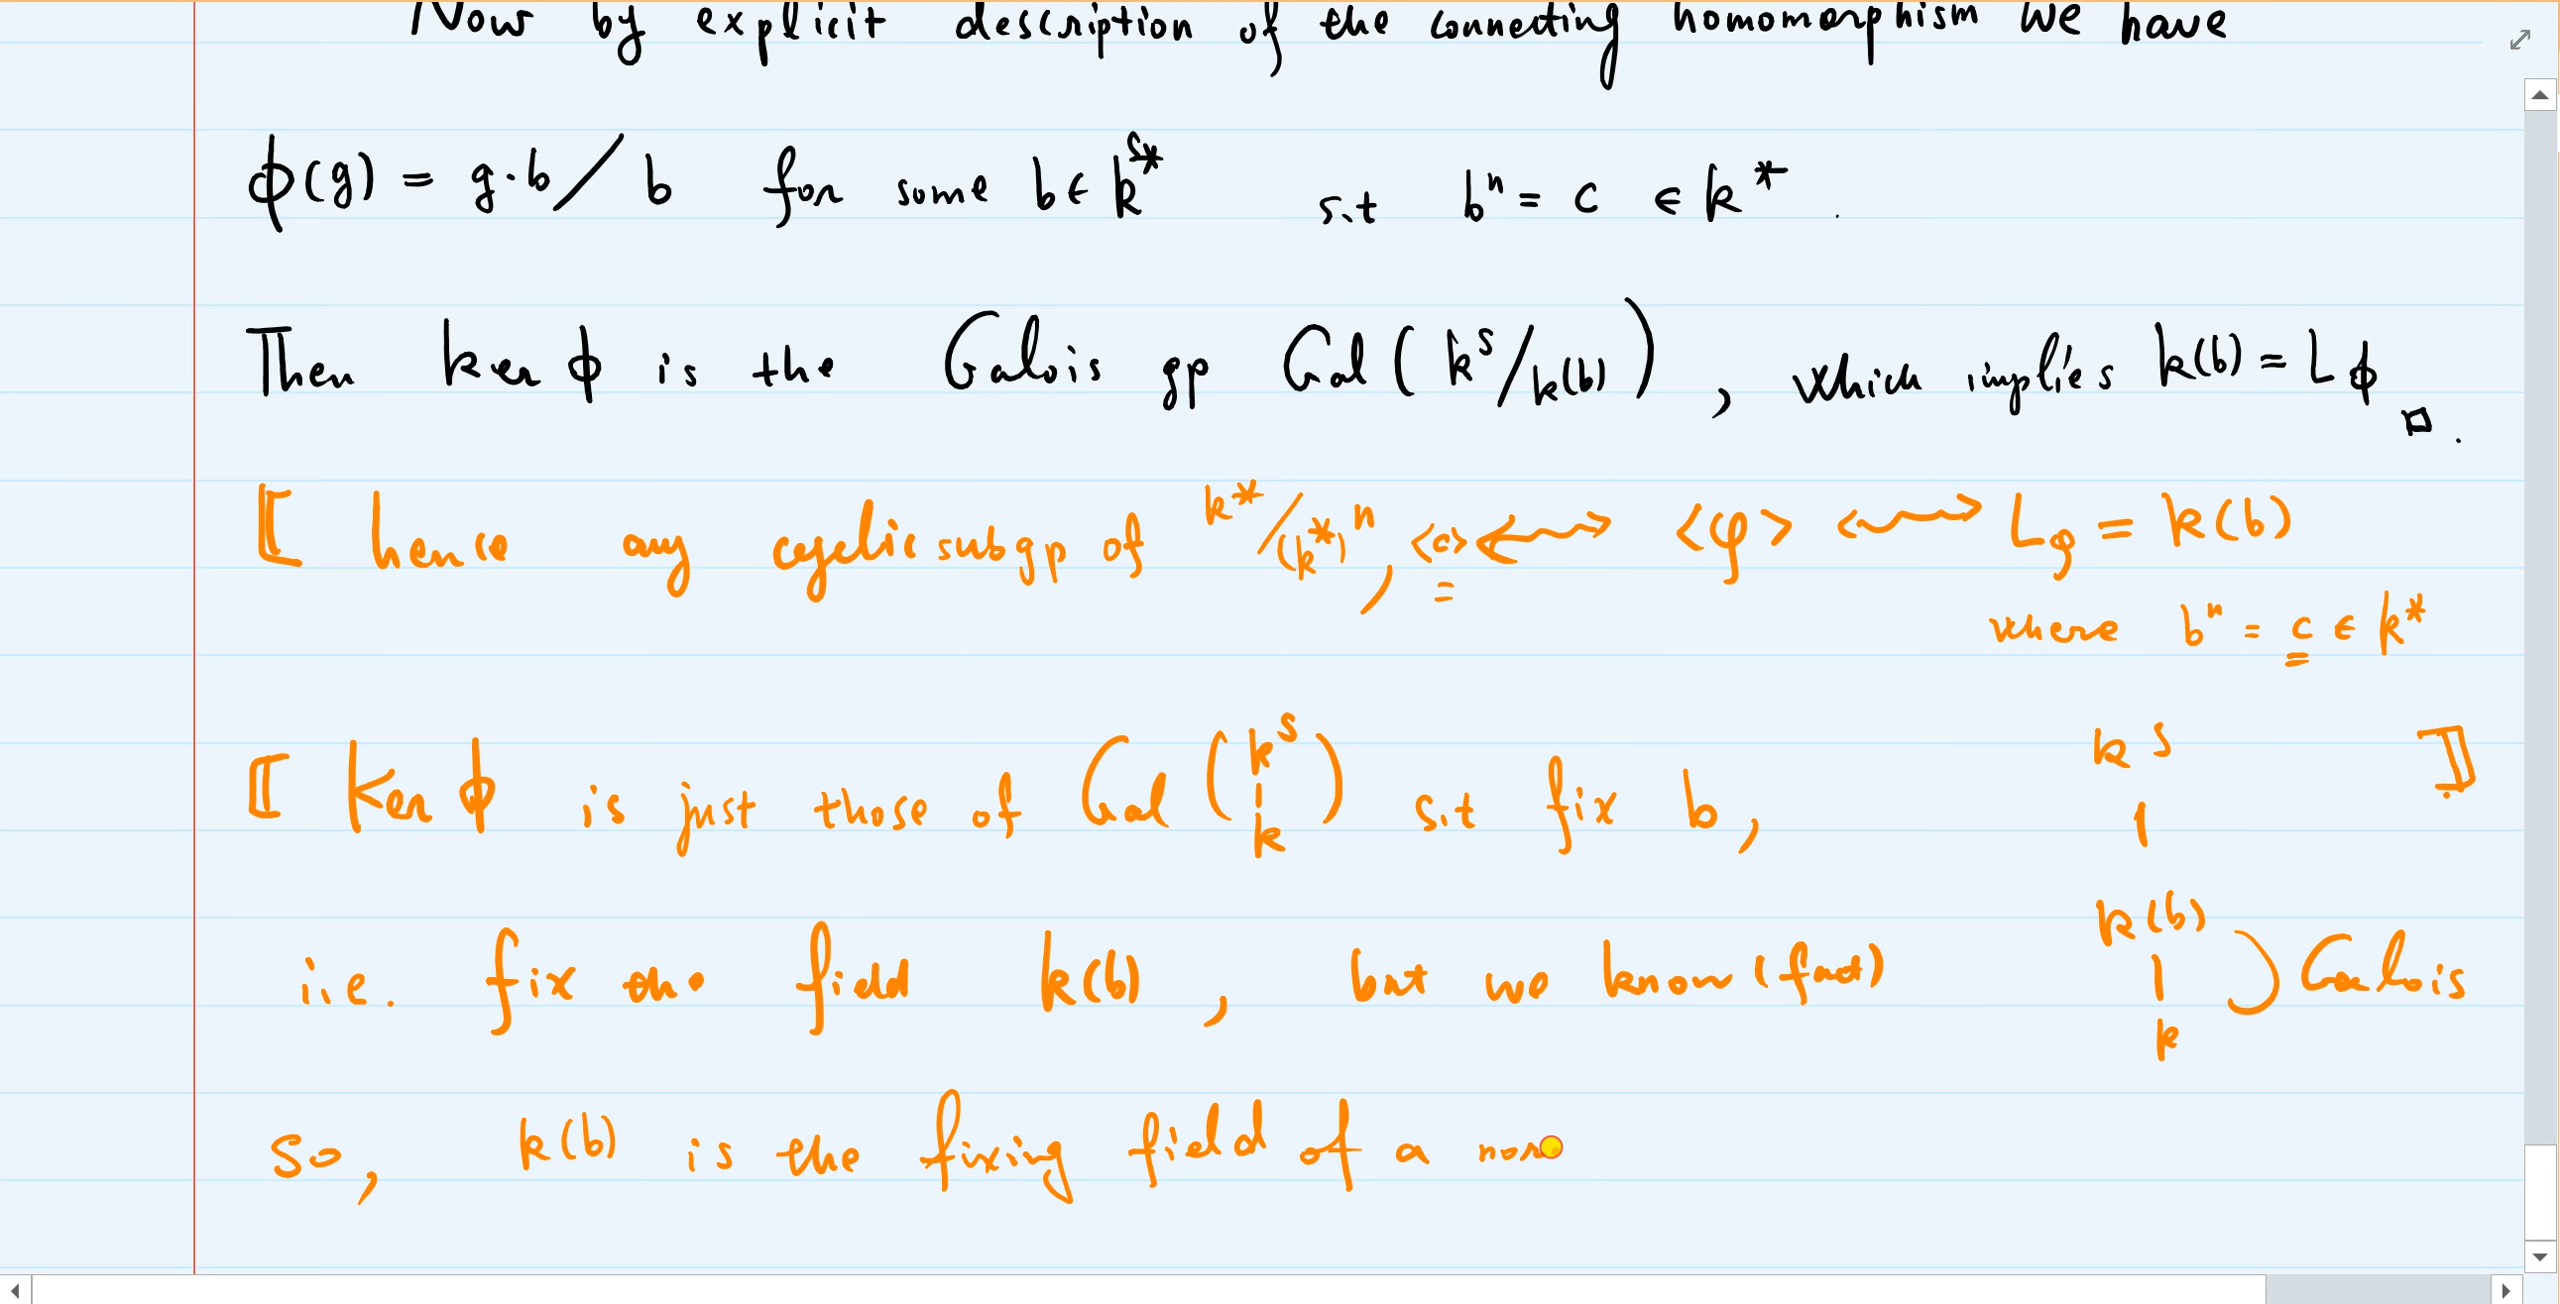 Now by explicit description of the connecting homomorphism we have
ϕ(g) = g·b / b for some b ∈ k^{s*} s.t b^n = c ∈ k^* .
Then ker ϕ is the Galois gp Gal ( k^s / k(b) ) , which implies k(b) = L_ϕ □.
⟦ hence any cyclic subgp of k^*/(k^*)^n , <c> ⟷ <φ> ⟷ L_φ = k(b)
where b^n = c ∈ k^*
⟦ Ker ϕ is just those of Gal ( k^s | k ) s.t fix b , k^s ⟧
|
i.e. fix the field k(b) , but we know (fact) k(b) | k ) Galois
so, k(b) is the fixing field of a nor